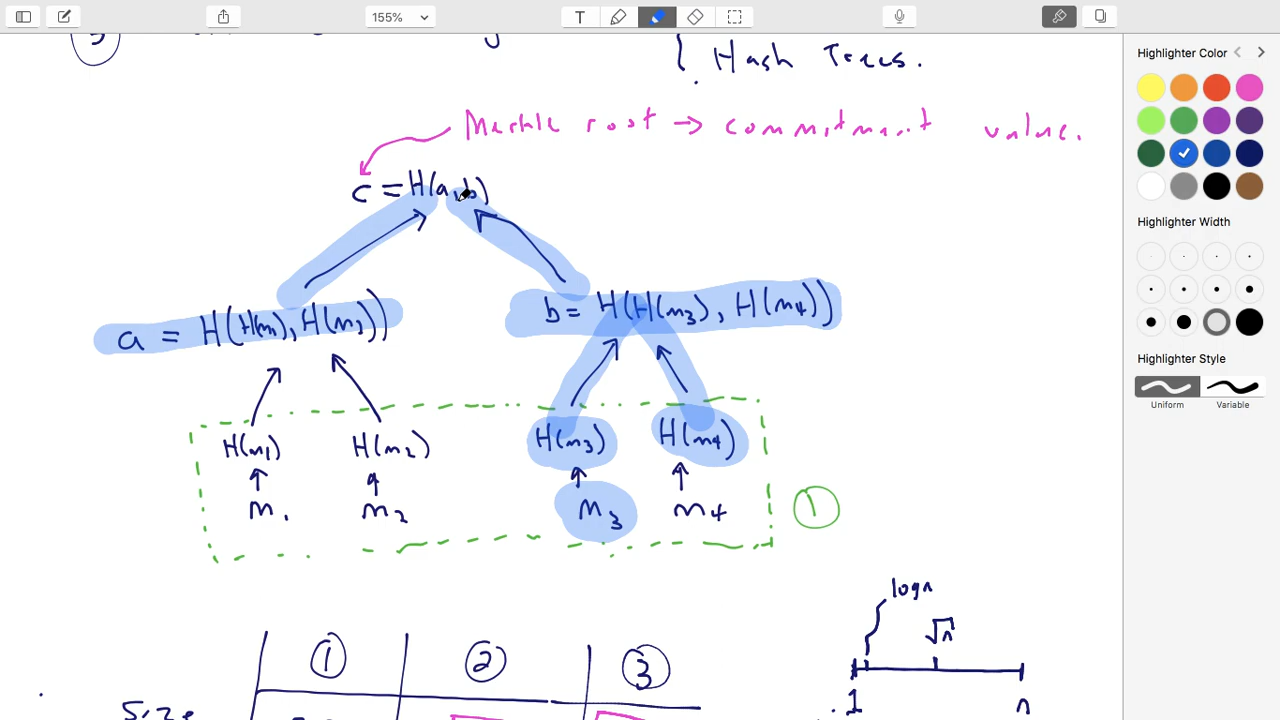 155%
T
3
Hash Trees.
Highlighter Color
Merkle root → commitment value.
c = H(a,b)
Highlighter Width
a = H(H(m), H(m2))
b = H(H(m3), H(m4))
Highlighter Style
Uniform Variable
H(m1) H(m2) H(m3) H(m4)
m1 m2 m3 m4
1
log n
√n
1 2 3
1 n
Size